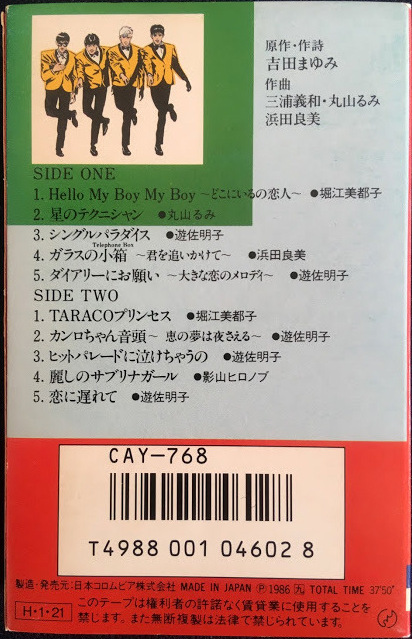 原作・作詩
吉田まゆみ
作曲
三浦義和・丸山るみ
浜田良美
SIDE ONE
1. Hello My Boy My Boy 〜どこにいるの恋人〜 ●堀江美都子
2. 星のテクニシャン ●丸山るみ
3. シングルパラダイス ●遊佐明子
Telephone Box
4. ガラスの小箱 〜君を追いかけて〜 ●浜田良美
5. ダイアリーにお願い 〜大きな恋のメロディ〜 ●遊佐明子
SIDE TWO
1. TARACOプリンセス ●堀江美都子
2. カンロちゃん音頭〜 恵の夢は夜さえる〜 ●遊佐明子
3. ヒットパレードに泣けちゃうの ●遊佐明子
4. 麗しのサブリナガール ●影山ヒロノブ
5. 恋に遅れて ●遊佐明子
CAY-768
T4988 001 04602 8
製造・発売元:日本コロムビア株式会社 MADE IN JAPAN Ⓟ 1986 九 TOTAL TIME 37'50"
H・1・21
このテープは権利者の許諾なく賃貸業に使用することを
禁じます。また無断複製は法律で禁じられています。